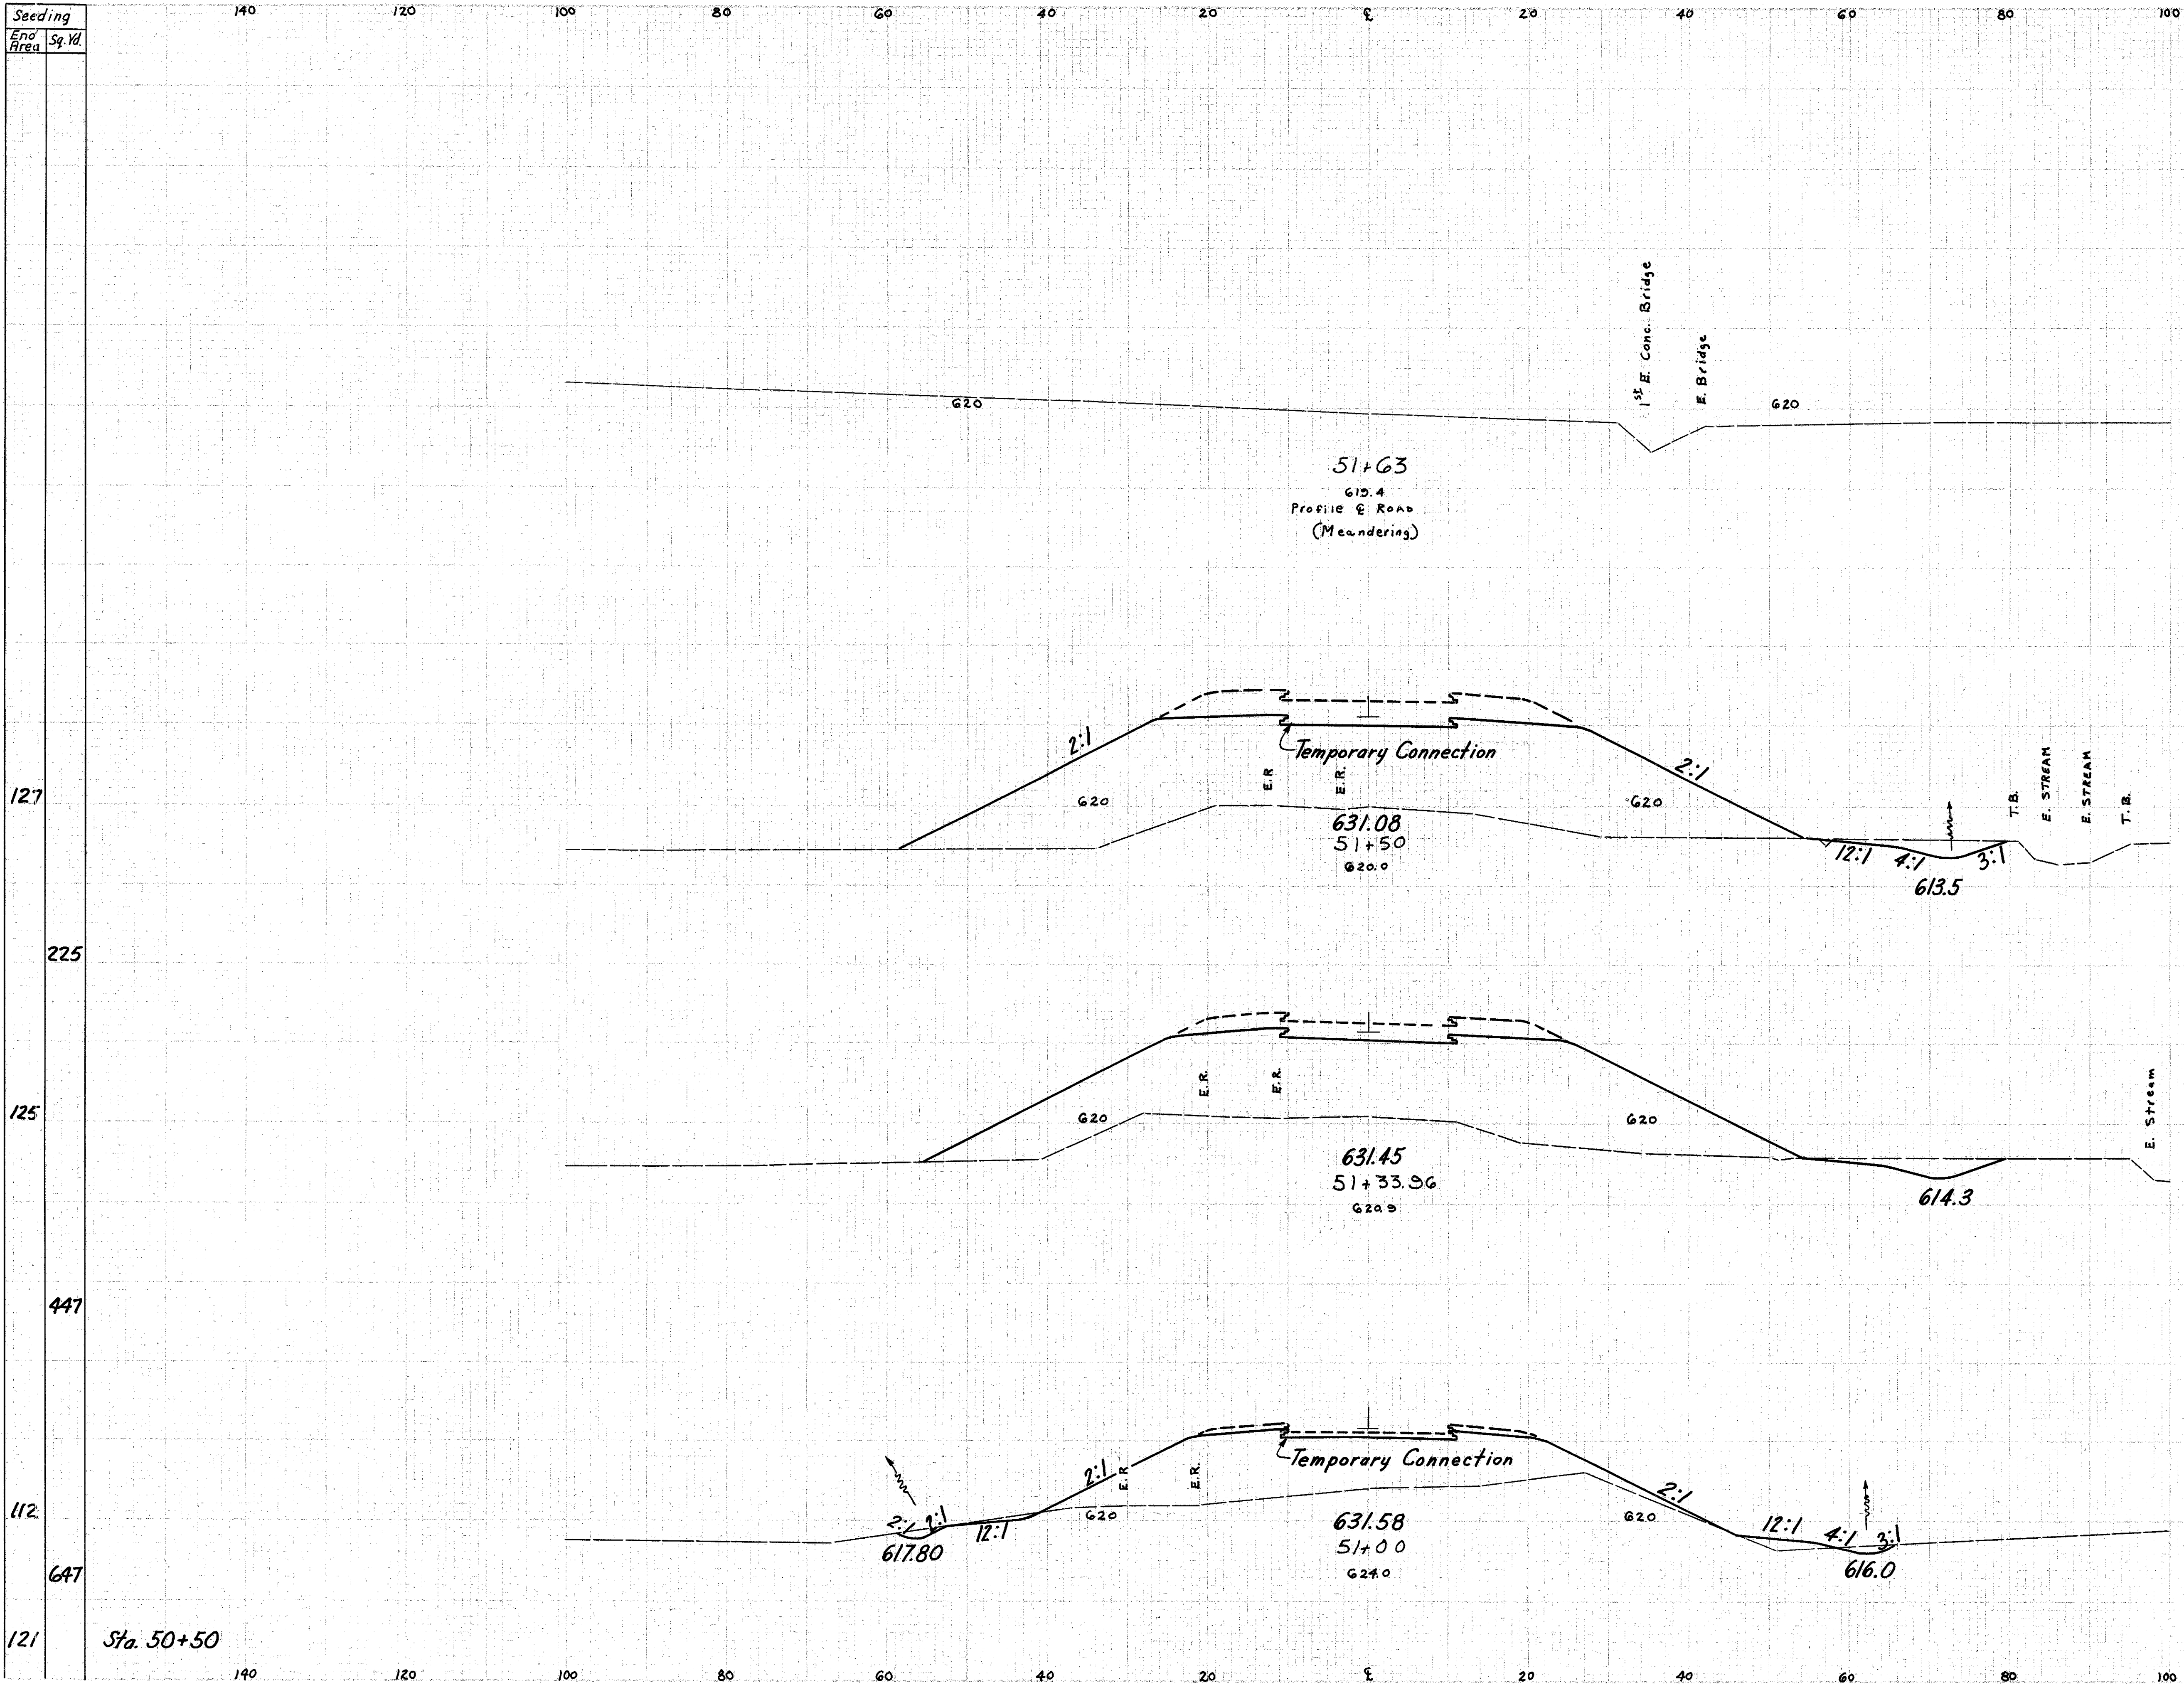 Seeding
End Area Sq. Yd.
140 120 100 80 60 40 20 ℄ 20 40 60 80 100
1st E. Conc. Bridge
E. Bridge
620 620
51+63
619.4
Profile ℄ ROAD
(Meandering)
2:1
Temporary Connection
2:1
E.R
E.R.
T.B.
E. STREAM
E. STREAM
T.B.
127
620 620
631.08
51+50
620.0
12:1 4:1 3:1
613.5
225
E.R.
E.R.
E. Stream
125
620 620
631.45
51+33.96
620.9
614.3
447
Temporary Connection
2:1
E.R
E.R.
2:1
112
2:1 2:1 12:1
620 620
12:1 4:1 3:1
617.80
631.58
51+00
624.0
616.0
647
121
Sta. 50+50
140 120 100 80 60 40 20 ℄ 20 40 60 80 100